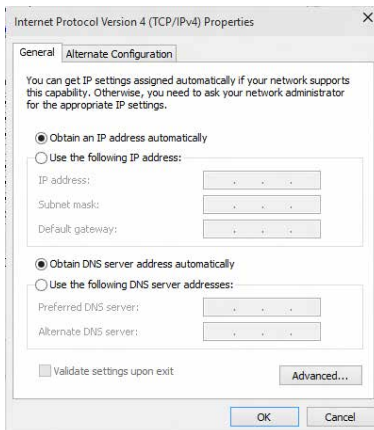 Internet Protocol Version 4 (TCP/IPv4) Properties
General
Alternate Configuration
You can get IP settings assigned automatically if your network supports
this capability. Otherwise, you need to ask your network administrator
for the appropriate IP settings.
Obtain an IP address automatically
Use the following IP address:
IP address:
Subnet mask:
Default gateway:
Obtain DNS server address automatically
Use the following DNS server addresses:
Preferred DNS server:
Alternate DNS server:
Validate settings upon exit
Advanced...
OK
Cancel